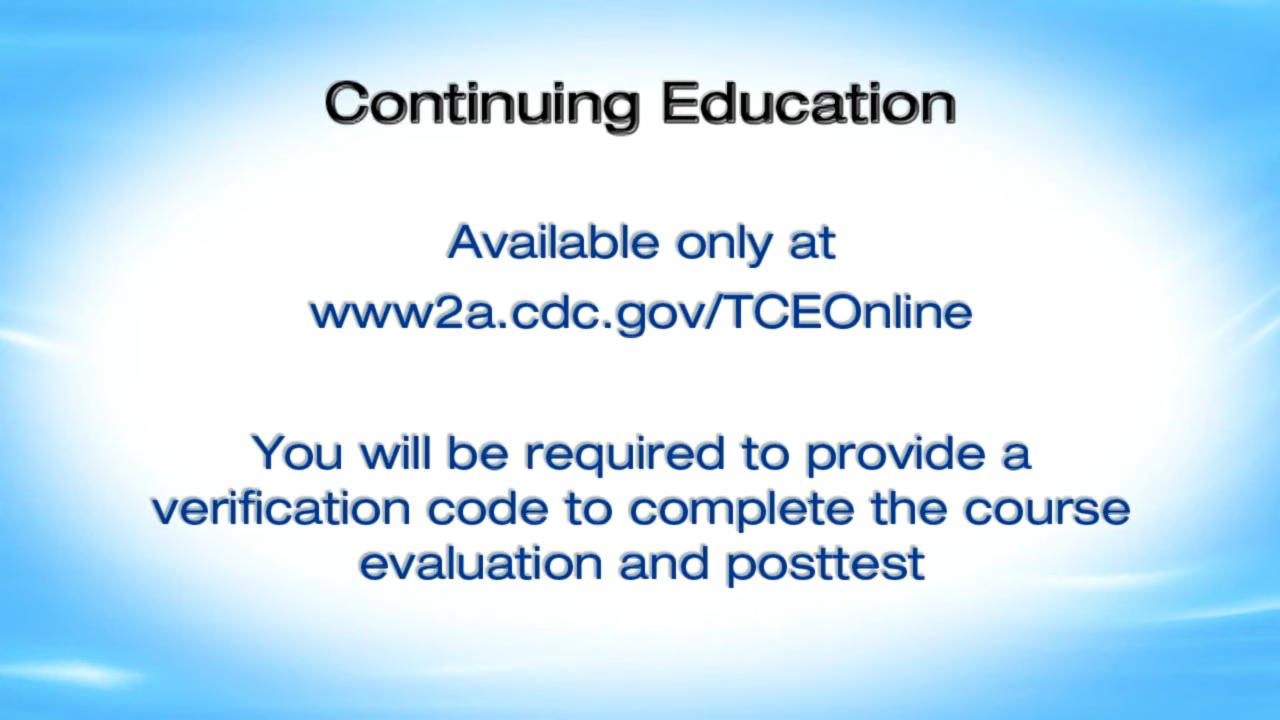 Continuing Education
Available only at
www2a.cdc.gov/TCEOnline
You will be required to provide a
verification code to complete the course
evaluation and posttest